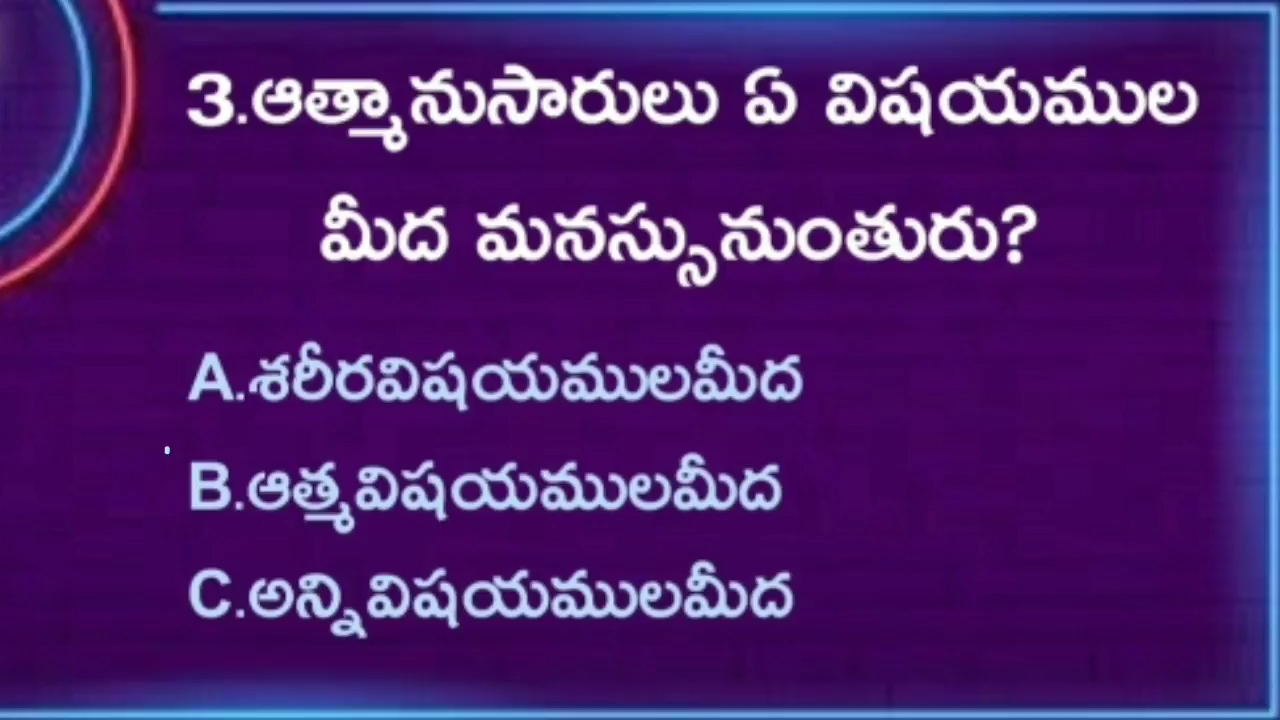 3.ఆత్మానుసారులు ఏ విషయముల
మీద మనస్సునుంతురు?
A.శరీరవిషయములమీద
B.ఆత్మవిషయములమీద
C.అన్నివిషయములమీద